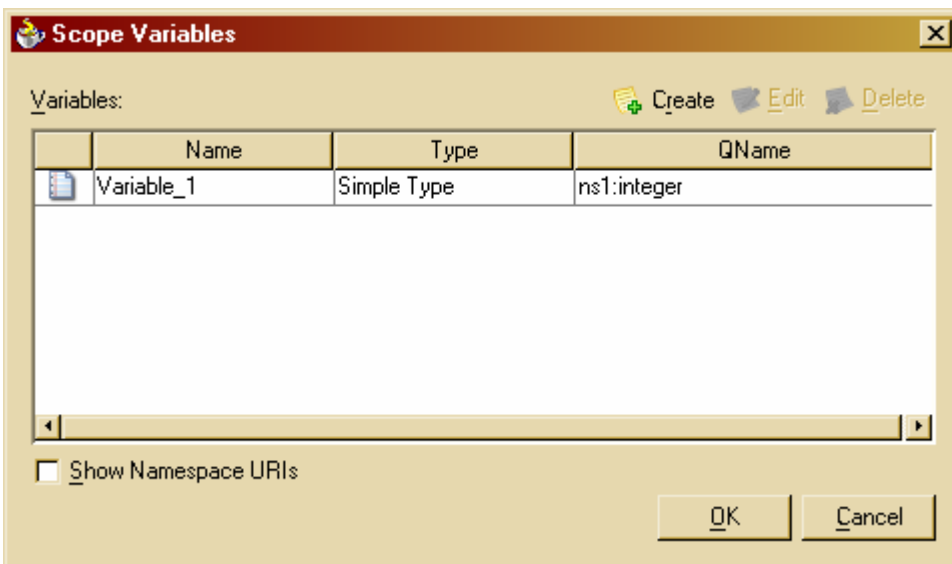 Scope Variables
Variables: Create Edit Delete
Name Type QName
Variable_1 Simple Type ns1:integer
Show Namespace URIs
OK Cancel